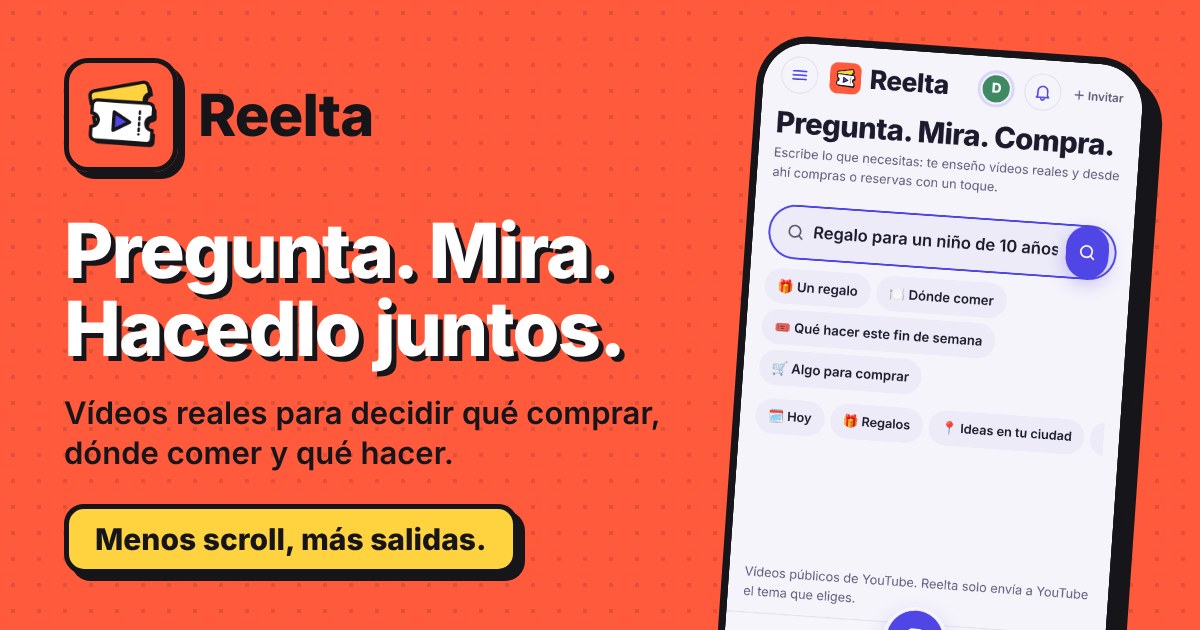 Reelta
Pregunta. Mira.
Hacedlo juntos.
Vídeos reales para decidir qué comprar,
dónde comer y qué hacer.
Menos scroll, más salidas.
Reelta
D
+ Invitar
Pregunta. Mira. Compra.
Escribe lo que necesitas: te enseño vídeos reales y desde
ahí compras o reservas con un toque.
Regalo para un niño de 10 años
Un regalo
Dónde comer
Qué hacer este fin de semana
Algo para comprar
Hoy
Regalos
Ideas en tu ciudad
Vídeos públicos de YouTube. Reelta solo envía a YouTube
el tema que eliges.